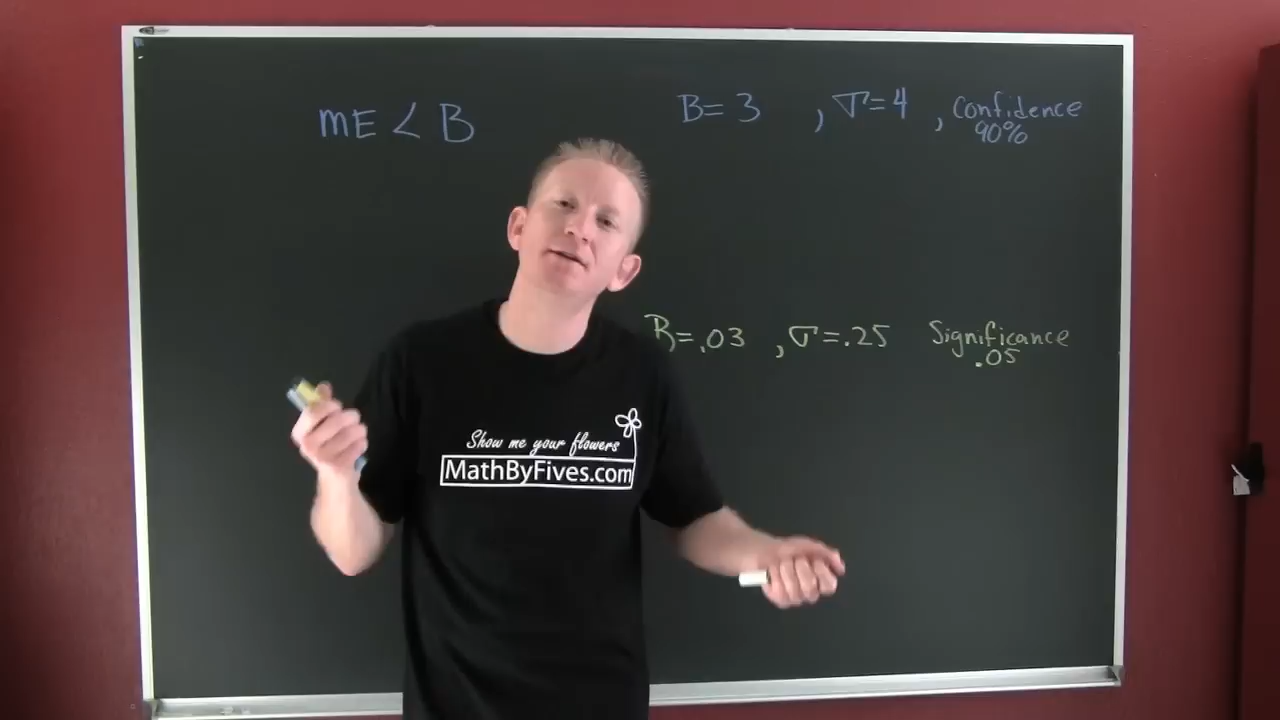 ME < B
B = 3 , σ = 4 , Confidence
90%
B = .03 , σ = .25 Significance
.05
Show me your flowers
MathByFives.com